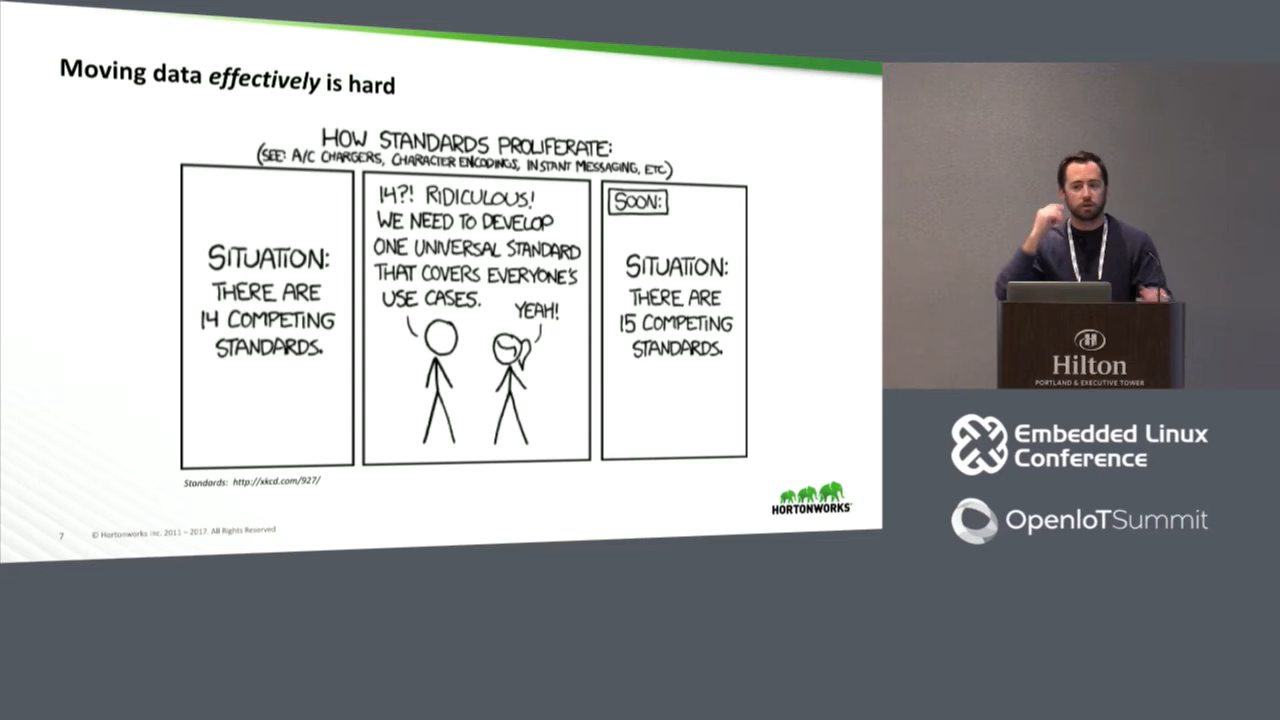 Moving data effectively is hard
HOW STANDARDS PROLIFERATE:
(SEE: A/C CHARGERS, CHARACTER ENCODINGS, INSTANT MESSAGING, ETC.)
SITUATION:
THERE ARE
14 COMPETING
STANDARDS.
14?! RIDICULOUS!
WE NEED TO DEVELOP
ONE UNIVERSAL STANDARD
THAT COVERS EVERYONE'S
USE CASES.
YEAH!
SOON:
SITUATION:
THERE ARE
15 COMPETING
STANDARDS.
Standards: http://xkcd.com/927/
7 © Hortonworks Inc. 2011 – 2017. All Rights Reserved
HORTONWORKS
Hilton
PORTLAND & EXECUTIVE TOWER
Embedded Linux
Conference
OpenIoTSummit